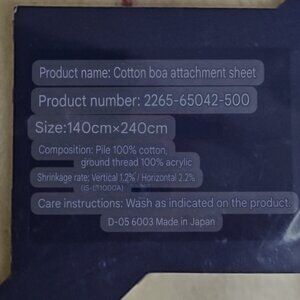 Product name: Cotton boa attachment sheet
Product number: 2265-65042-500
Size:140cm×240cm
Composition: Pile 100% cotton,
ground thread 100% acrylic
Shrinkage rate: Vertical 1.2% / Horizontal 2.2%
Care instructions: Wash as indicated on the product.
D-05 6003 Made in Japan